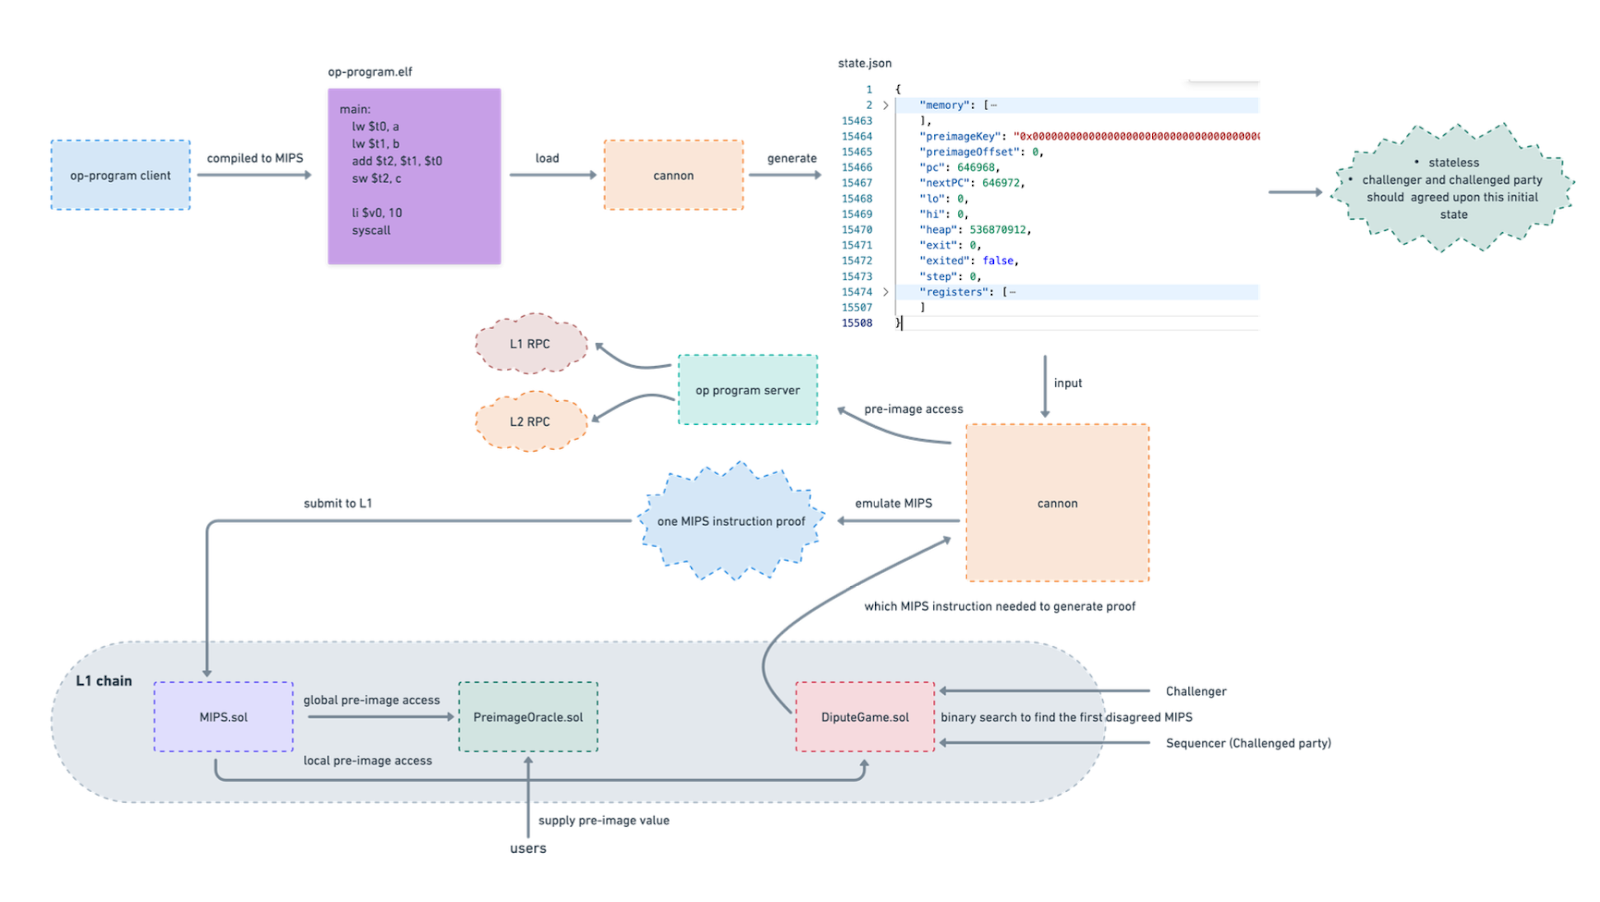 op-program.elf
main:
lw $t0, a
lw $t1, b
add $t2, $t1, $t0
sw $t2, c
li $v0, 10
syscall
op-program client
compiled to MIPS
load
cannon
generate
state.json
1 {
2 > "memory": [⋯
15463 ],
15464 "preimageKey": "0x0000000000000000000000000000000000000
15465 "preimageOffset": 0,
15466 "pc": 646968,
15467 "nextPC": 646972,
15468 "lo": 0,
15469 "hi": 0,
15470 "heap": 536870912,
15471 "exit": 0,
15472 "exited": false,
15473 "step": 0,
15474 > "registers": [⋯
15507 ]
15508 }
• stateless
• challenger and challenged party
should agreed upon this initial
state
L1 RPC
L2 RPC
op program server
pre-image access
input
cannon
emulate MIPS
one MIPS instruction proof
submit to L1
which MIPS instruction needed to generate proof
L1 chain
MIPS.sol
global pre-image access
PreimageOracle.sol
local pre-image access
DiputeGame.sol
Challenger
binary search to find the first disagreed MIPS
Sequencer (Challenged party)
supply pre-image value
users